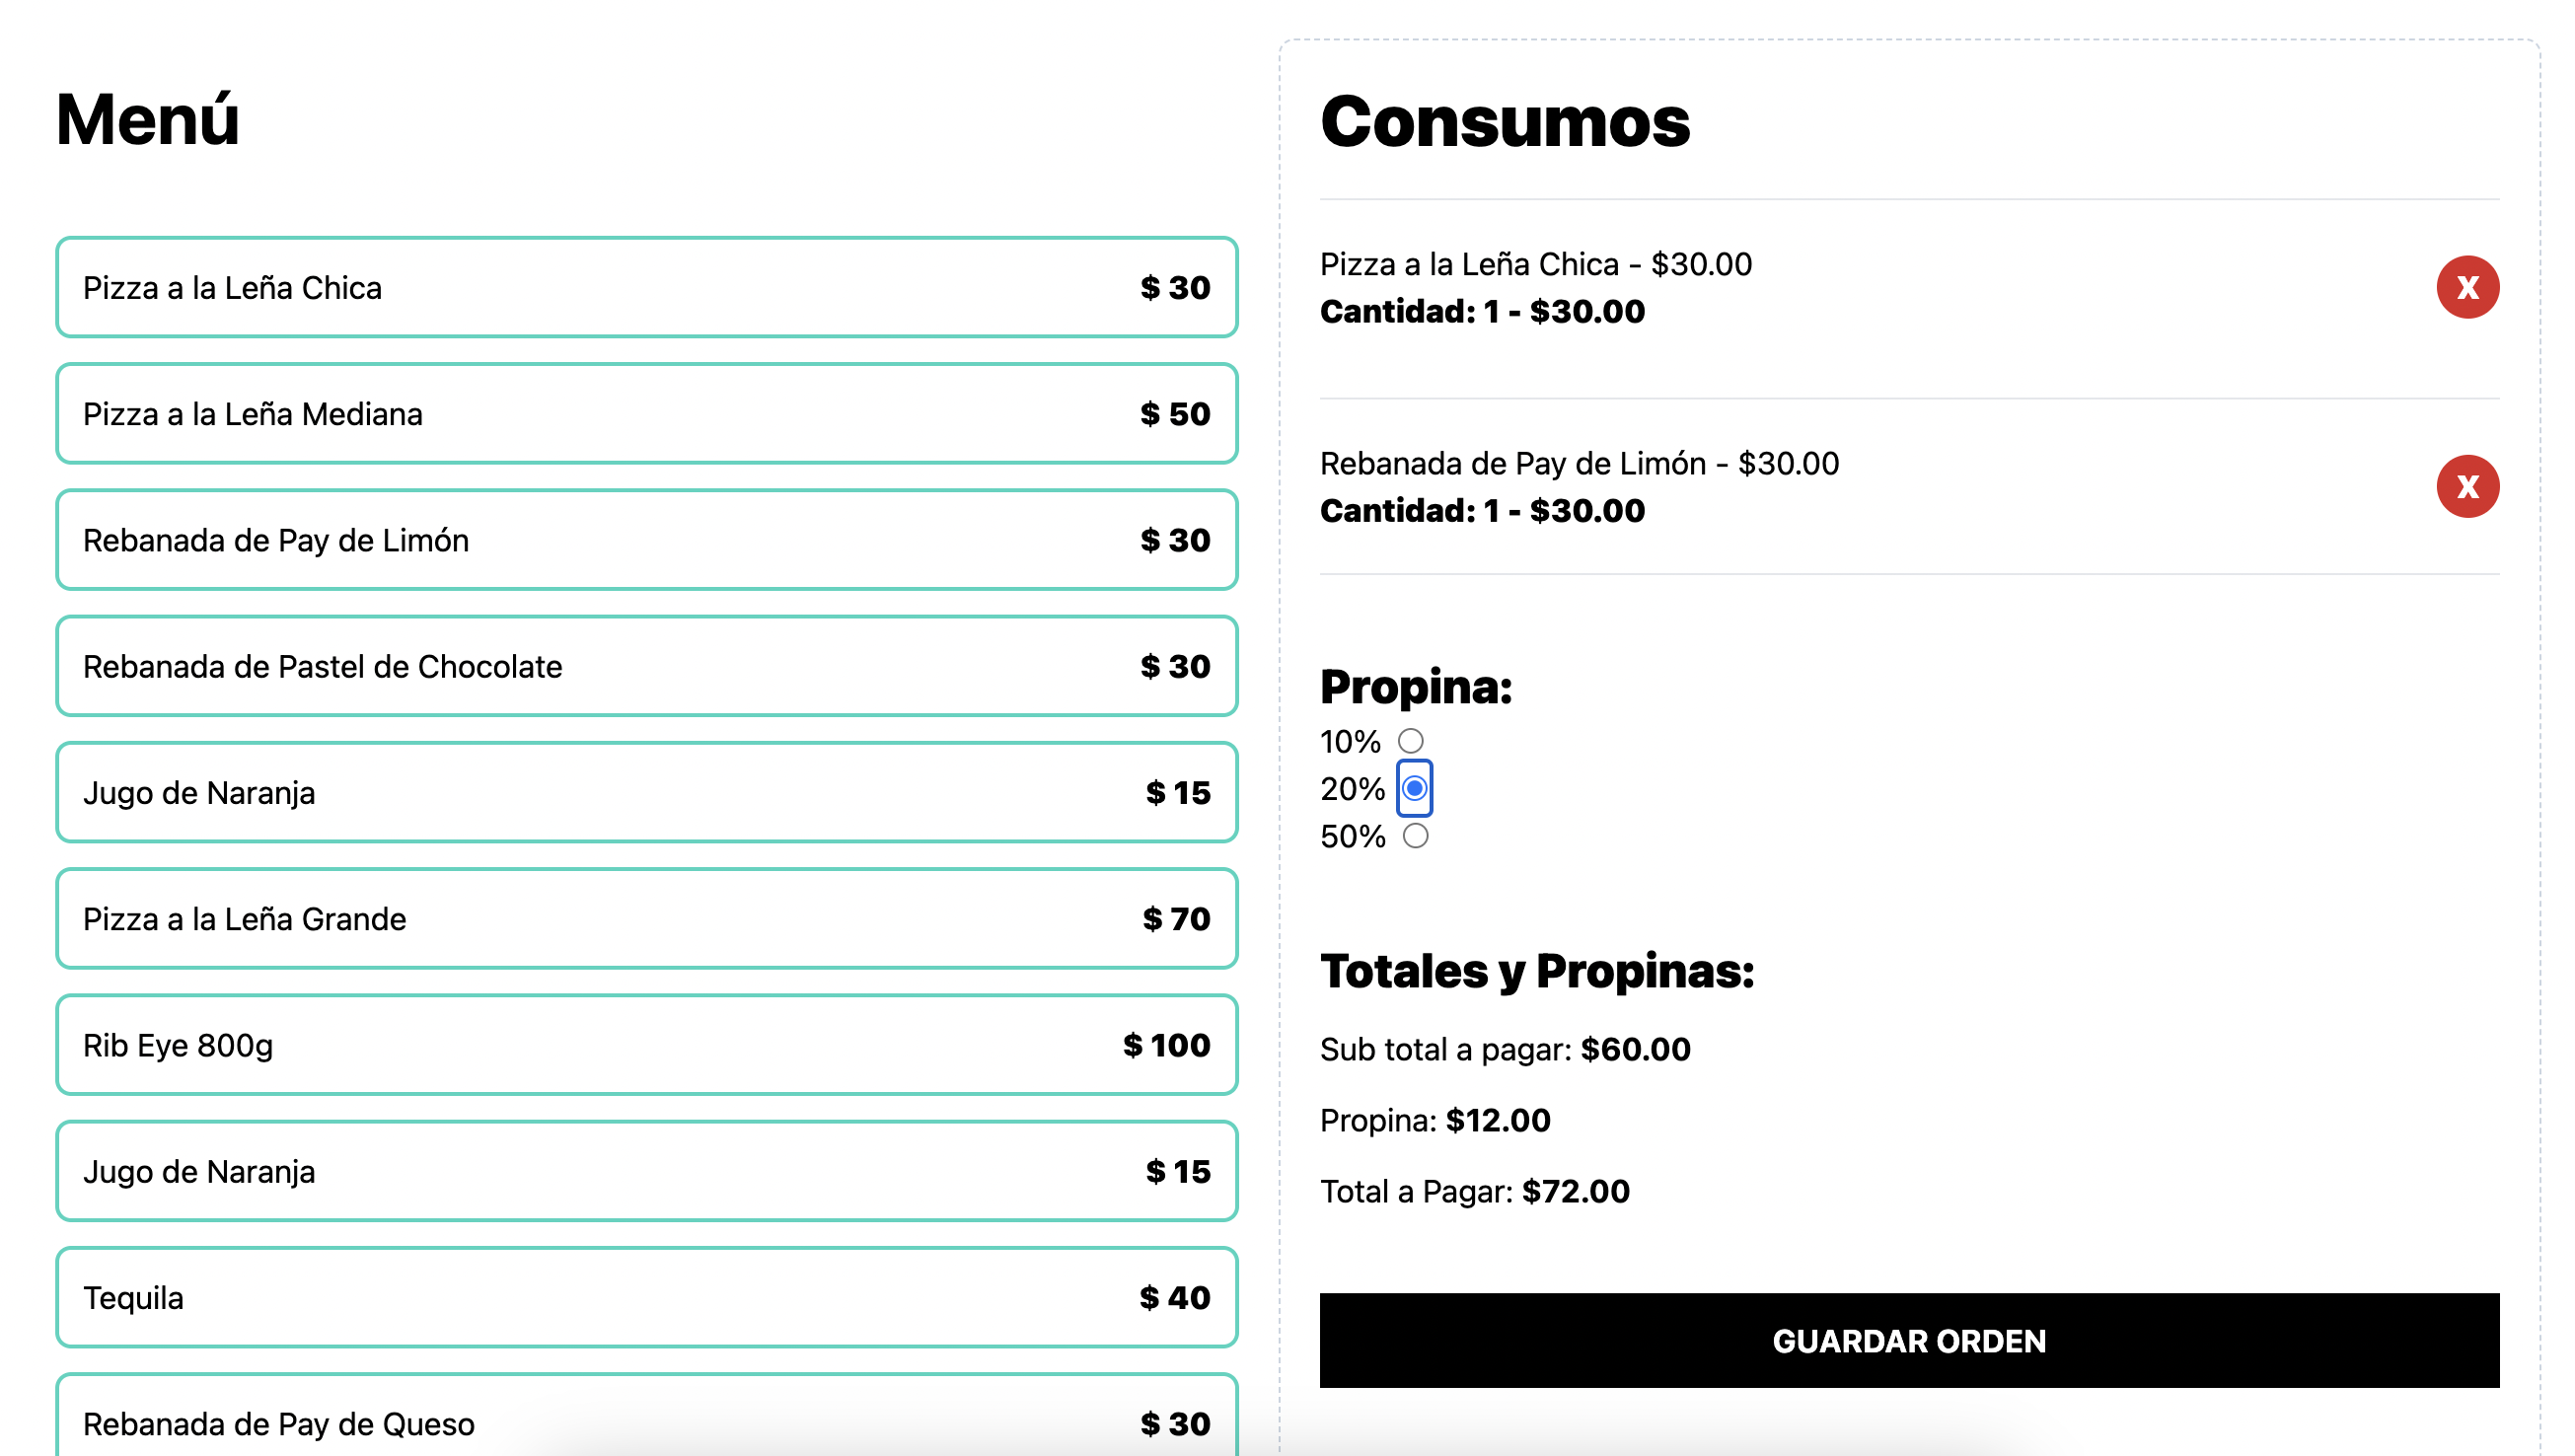 Menú
Pizza a la Leña Chica $ 30
Pizza a la Leña Mediana $ 50
Rebanada de Pay de Limón $ 30
Rebanada de Pastel de Chocolate $ 30
Jugo de Naranja $ 15
Pizza a la Leña Grande $ 70
Rib Eye 800g $ 100
Jugo de Naranja $ 15
Tequila $ 40
Rebanada de Pay de Queso $ 30
Consumos
Pizza a la Leña Chica - $30.00
Cantidad: 1 - $30.00
X
Rebanada de Pay de Limón - $30.00
Cantidad: 1 - $30.00
X
Propina:
10%
20%
50%
Totales y Propinas:
Sub total a pagar: $60.00
Propina: $12.00
Total a Pagar: $72.00
GUARDAR ORDEN